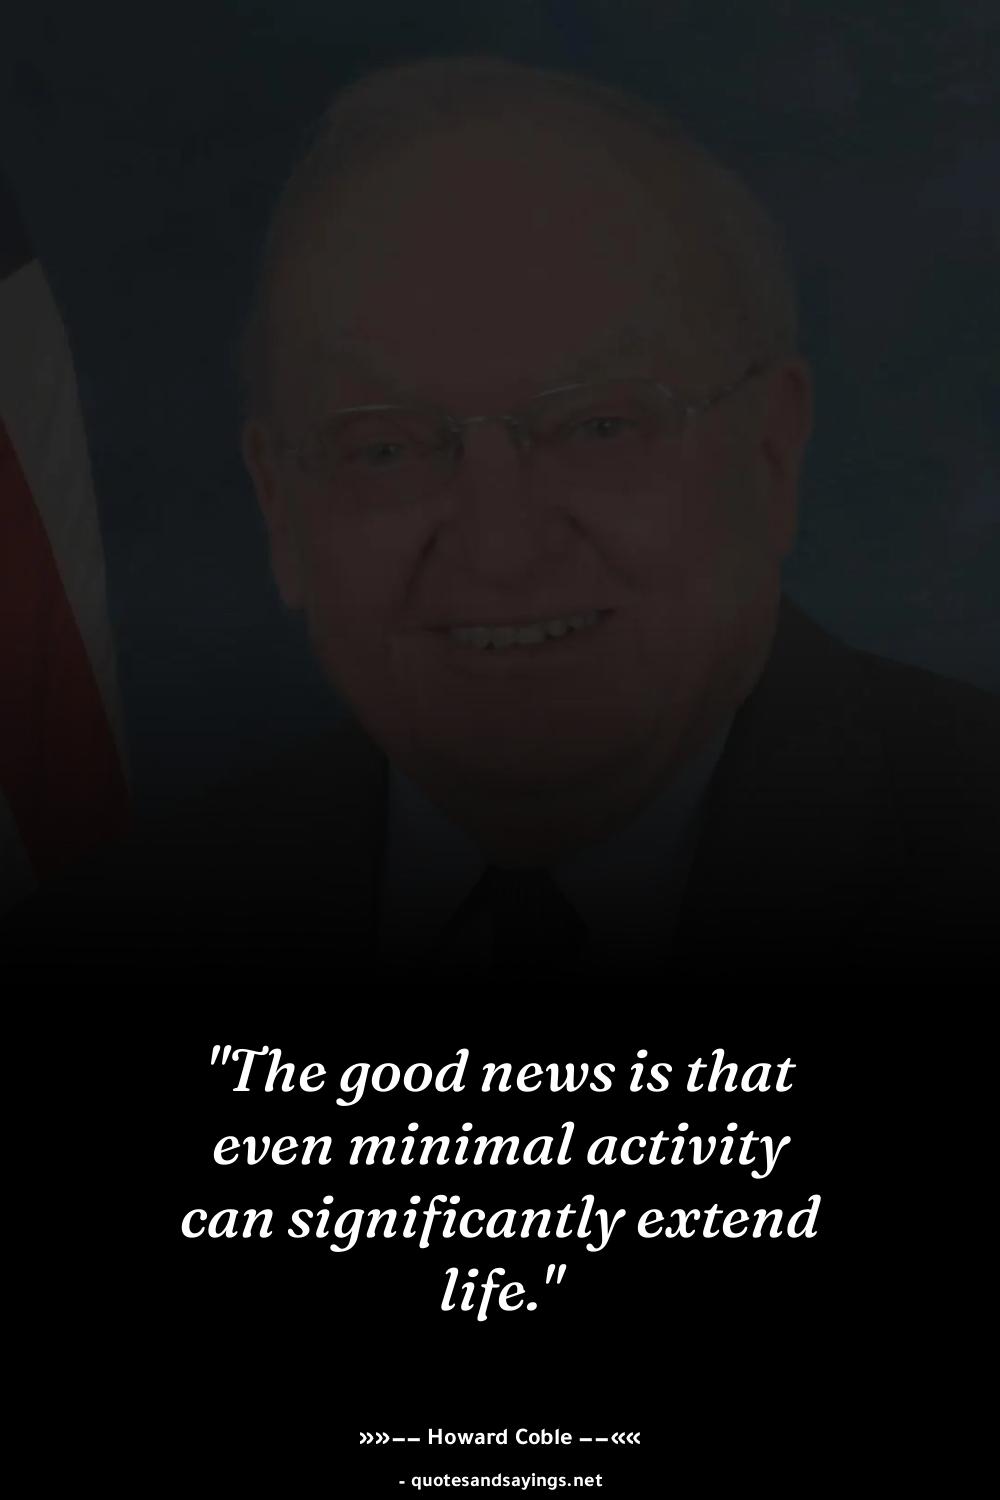 "The good news is that
even minimal activity
can significantly extend
life."
»»–– Howard Coble ––««
- quotesandsayings.net